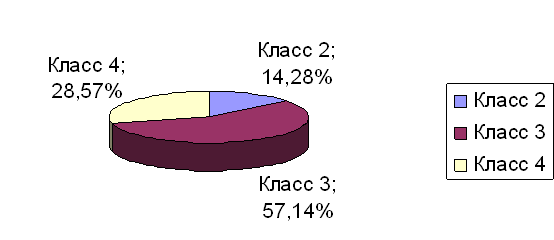 Класс 2;
14,28%
Класс 4;
28,57%
Класс 3;
57,14%
Класс 2
Класс 3
Класс 4